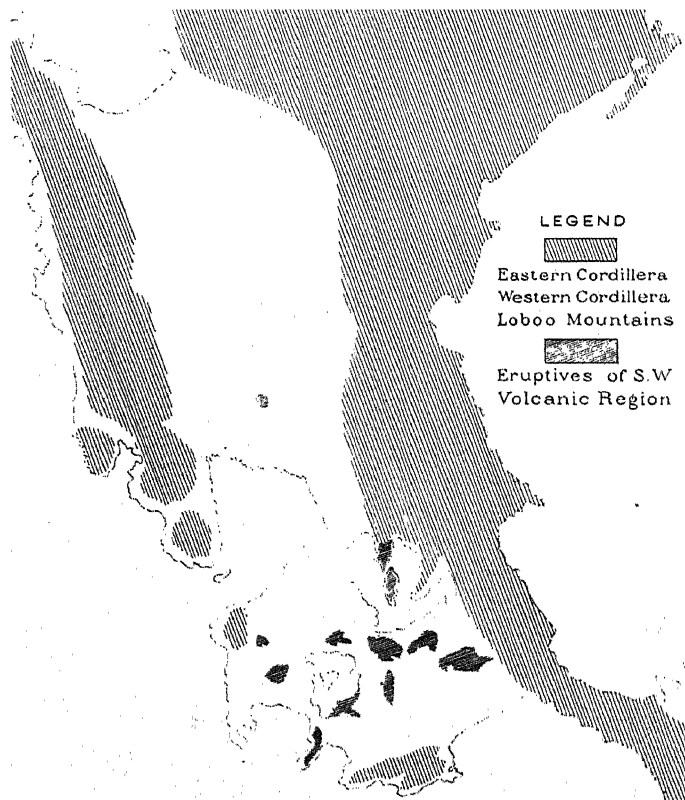 LEGEND
Eastern Cordillera
Western Cordillera
Loboo Mountains
Eruptives of S.W
Volcanic Region